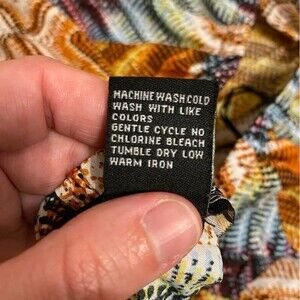 MACHINE WASH COLD
WASH WITH LIKE
COLORS
GENTLE CYCLE NO
CHLORINE BLEACH
TUMBLE DRY LOW
WARM IRON